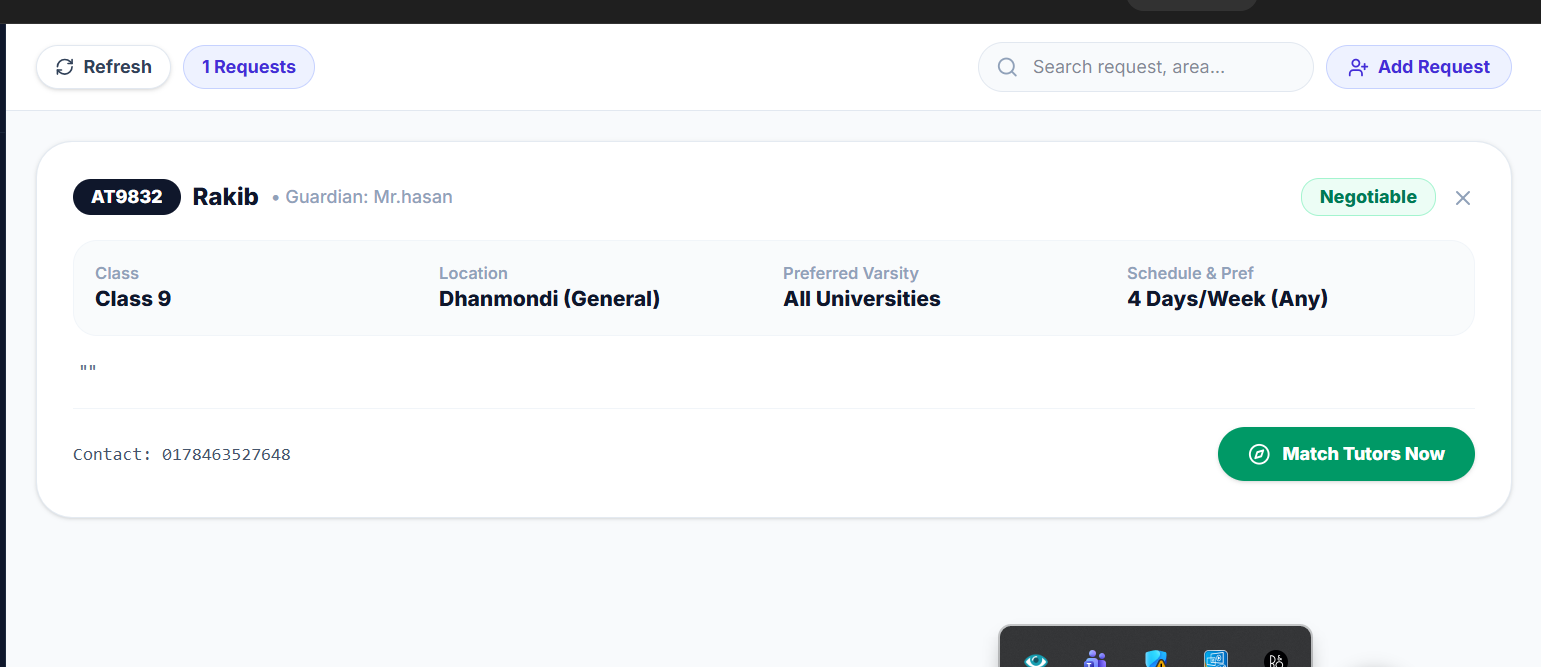 Refresh
1 Requests
Search request, area...
Add Request
AT9832 Rakib • Guardian: Mr.hasan
Negotiable
Class
Class 9
Location
Dhanmondi (General)
Preferred Varsity
All Universities
Schedule & Pref
4 Days/Week (Any)
""
Contact: 0178463527648
Match Tutors Now